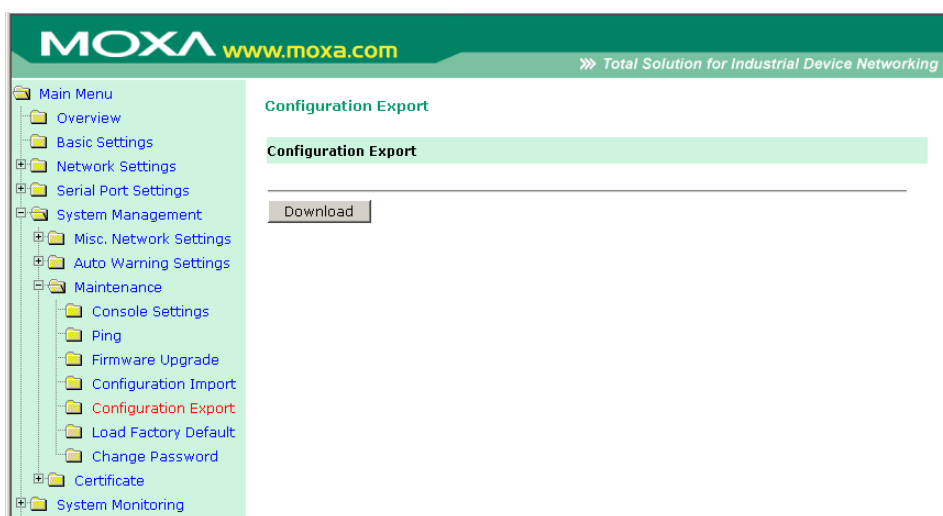 MOXA www.moxa.com
Total Solution for Industrial Device Networking
Main Menu
Overview
Basic Settings
Network Settings
Serial Port Settings
System Management
Misc. Network Settings
Auto Warning Settings
Maintenance
Console Settings
Ping
Firmware Upgrade
Configuration Import
Configuration Export
Load Factory Default
Change Password
Certificate
System Monitoring
Configuration Export
Configuration Export
Download